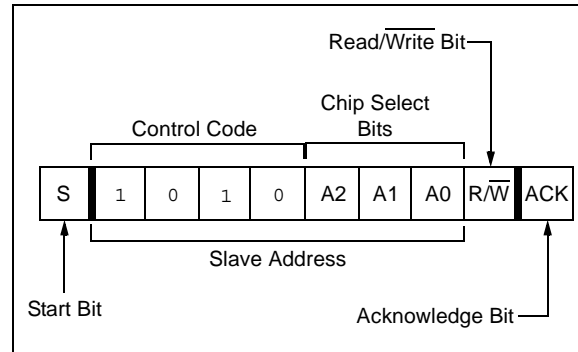 Read/Write Bit
Chip Select
Bits
Control Code
S 1 0 1 0 A2 A1 A0 R/W ACK
Slave Address
Start Bit
Acknowledge Bit